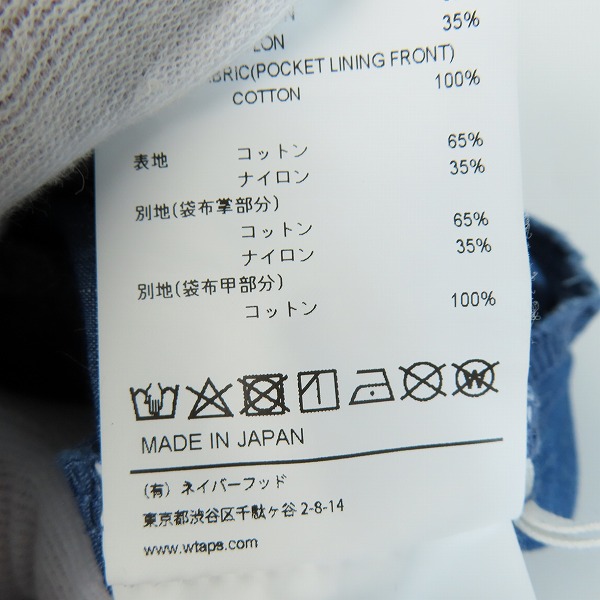 35%
FABRIC(POCKET LINING FRONT)
COTTON 100%
表地 コットン 65%
ナイロン 35%
別地(袋布掌部分)
コットン 65%
ナイロン 35%
別地(袋布甲部分)
コットン 100%
MADE IN JAPAN
(有) ネイバーフッド
東京都渋谷区千駄ヶ谷 2-8-14
www.wtaps.com